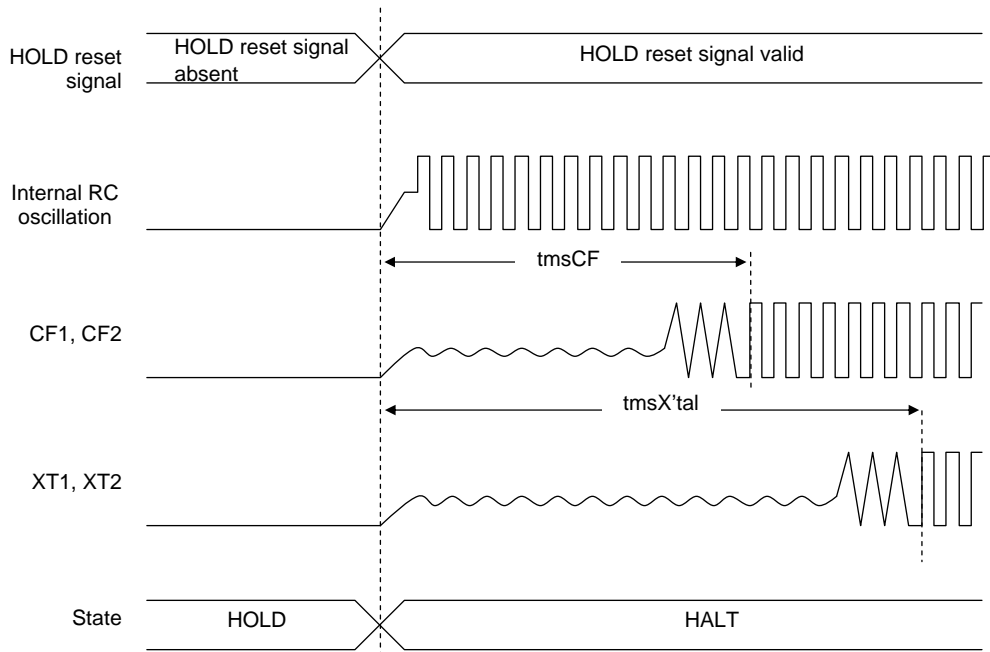 HOLD reset
signal
HOLD reset signal
absent
HOLD reset signal valid
Internal RC
oscillation
tmsCF
CF1, CF2
tmsX'tal
XT1, XT2
State
HOLD
HALT